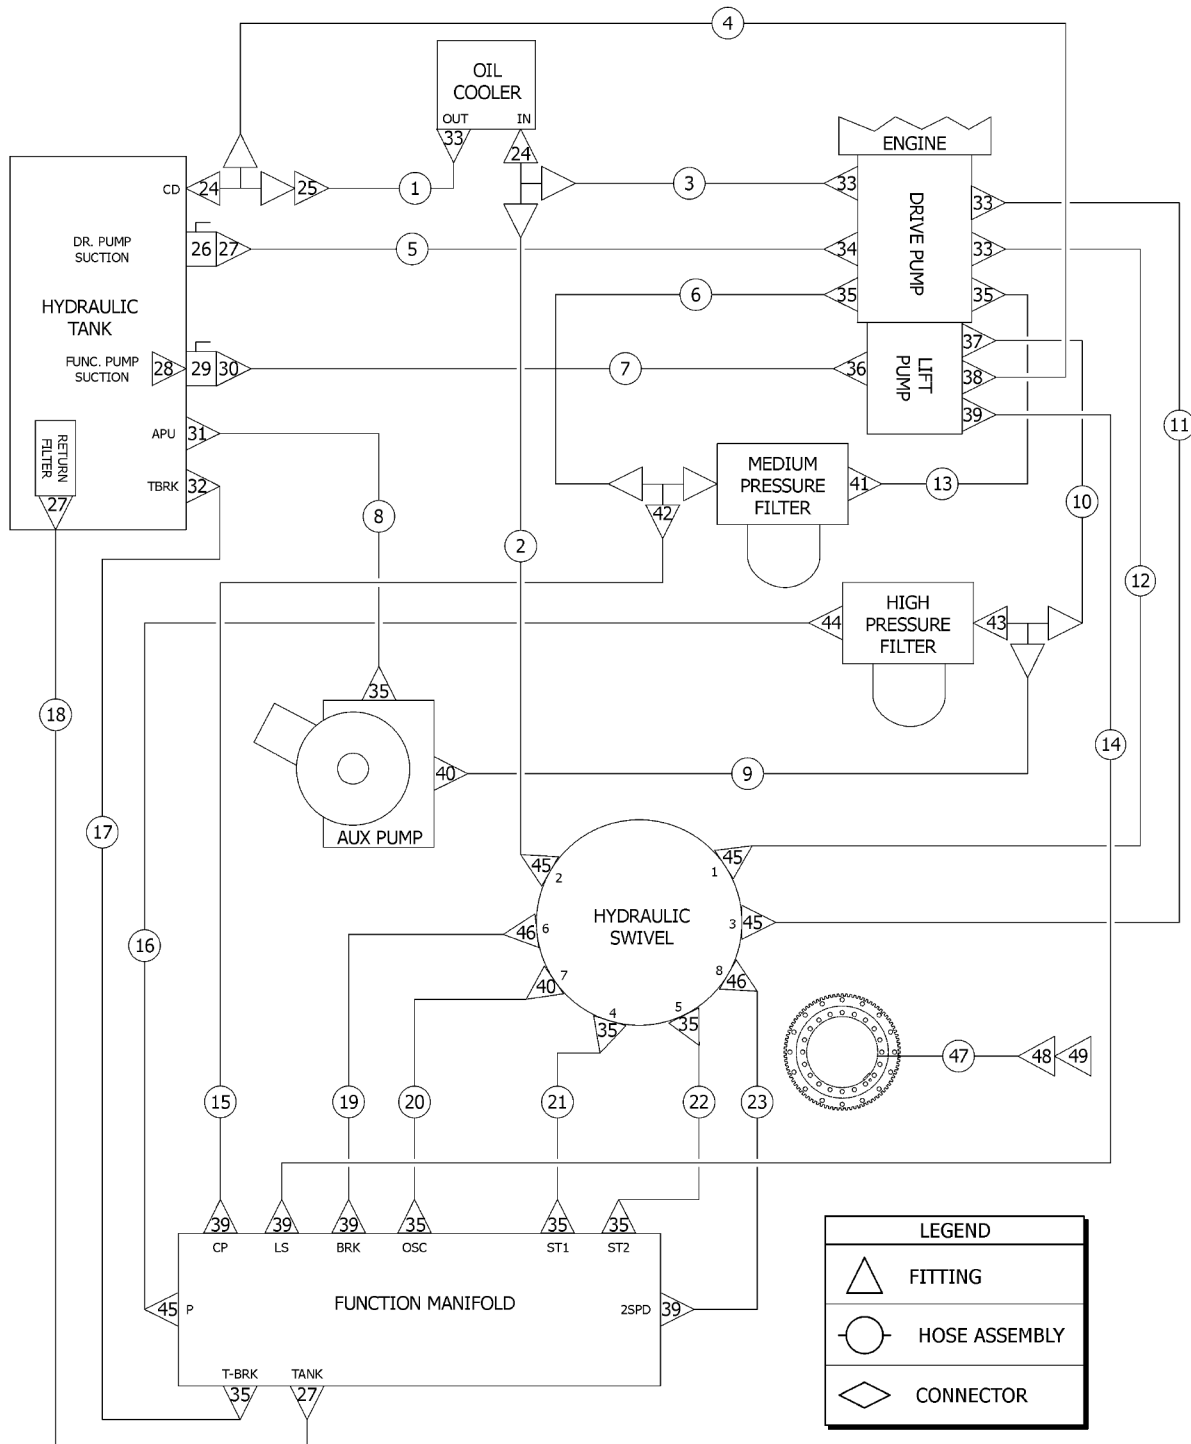 4
OIL
COOLER
OUT
IN
33
24
ENGINE
CD
24
25
1
3
33
33
DRIVE PUMP
DR. PUMP
SUCTION
26
27
5
34
33
HYDRAULIC
TANK
6
35
35
FUNC. PUMP
SUCTION
28
29
30
7
36
LIFT
PUMP
37
38
39
11
APU
31
RETURN
FILTER
TBRK
32
27
8
MEDIUM
PRESSURE
FILTER
41
13
10
42
2
12
HIGH
PRESSURE
FILTER
44
43
35
18
14
40
9
AUX PUMP
17
45
2
45
1
HYDRAULIC
SWIVEL
46
6
3
45
16
7
40
8
46
4
35
5
35
47
48
49
15
19
20
21
22
23
39
39
39
35
35
35
CP
LS
BRK
OSC
ST1
ST2
45
P
FUNCTION MANIFOLD
2SPD
39
T-BRK
TANK
35
27
LEGEND
FITTING
HOSE ASSEMBLY
CONNECTOR